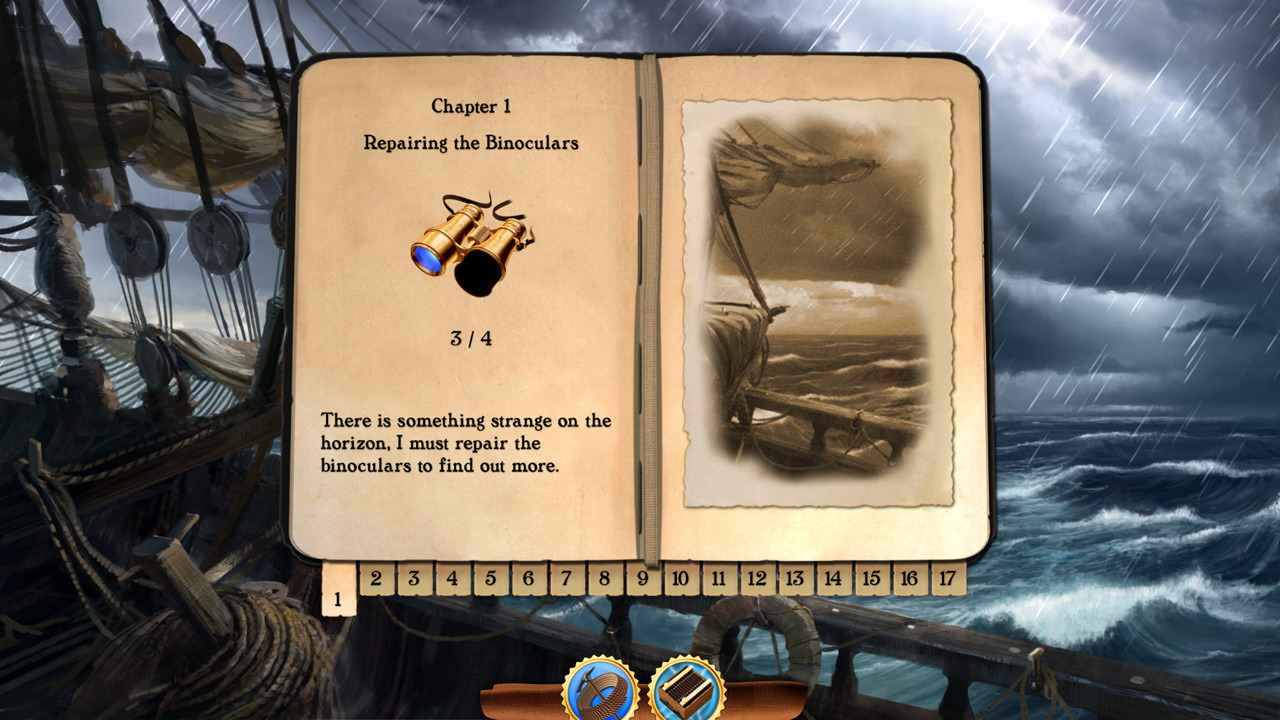 Chapter 1
Repairing the Binoculars
3 / 4
There is something strange on the
horizon, I must repair the
binoculars to find out more.
1 2 3 4 5 6 7 8 9 10 11 12 13 14 15 16 17